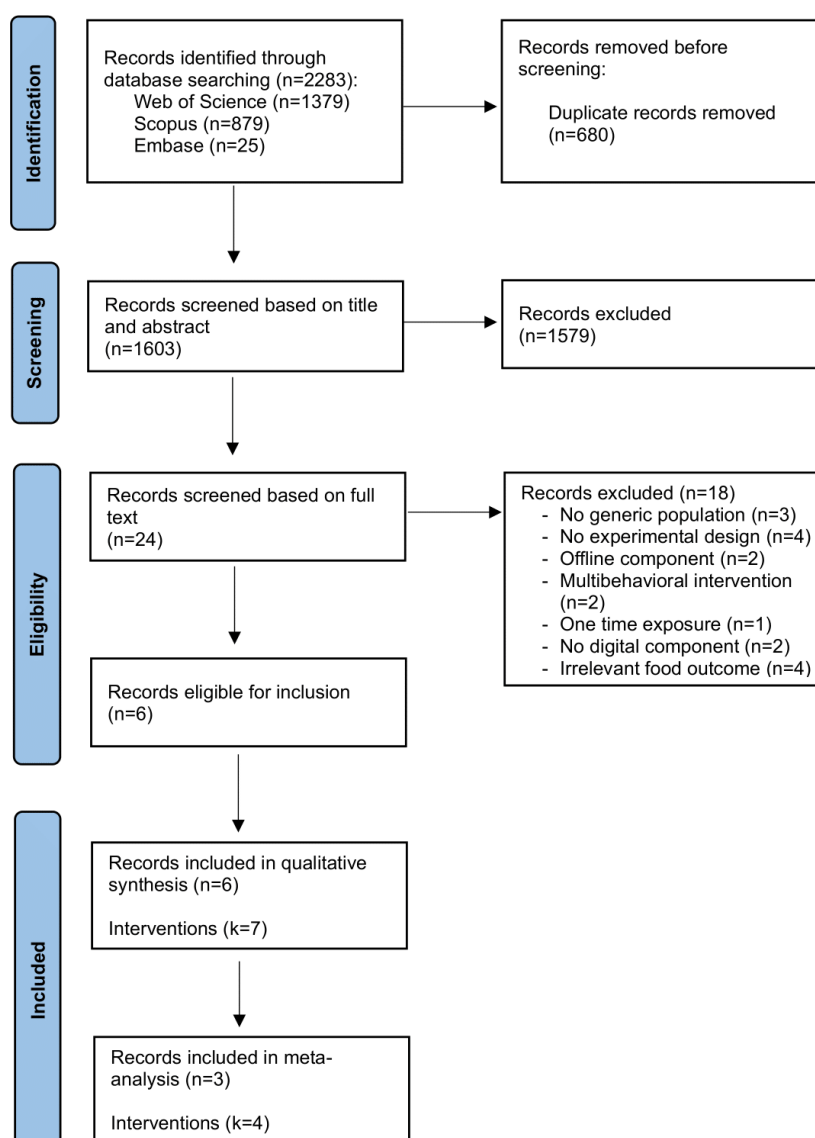 Identification
Records identified through
database searching (n=2283):
Web of Science (n=1379)
Scopus (n=879)
Embase (n=25)
Records removed before
screening:
Duplicate records removed
(n=680)
Screening
Records screened based on title
and abstract
(n=1603)
Records excluded
(n=1579)
Eligibility
Records screened based on full
text
(n=24)
Records excluded (n=18)
- No generic population (n=3)
- No experimental design (n=4)
- Offline component (n=2)
- Multibehavioral intervention
(n=2)
- One time exposure (n=1)
- No digital component (n=2)
- Irrelevant food outcome (n=4)
Records eligible for inclusion
(n=6)
Included
Records included in qualitative
synthesis (n=6)
Interventions (k=7)
Records included in meta-
analysis (n=3)
Interventions (k=4)